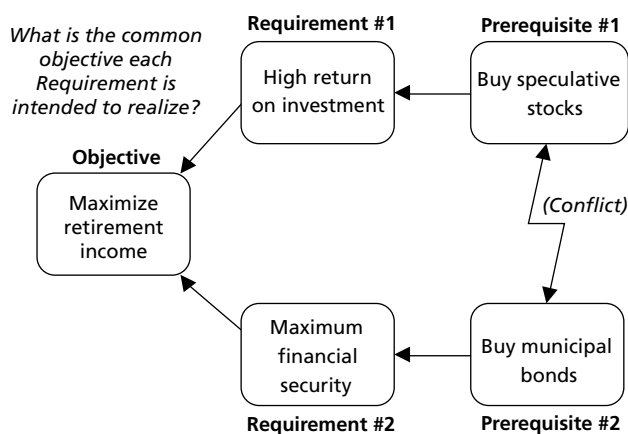 What is the common
objective each
Requirement is
intended to realize?
Requirement #1
High return
on investment
Prerequisite #1
Buy speculative
stocks
Objective
Maximize
retirement
income
(Conflict)
Maximum
financial
security
Requirement #2
Buy municipal
bonds
Prerequisite #2